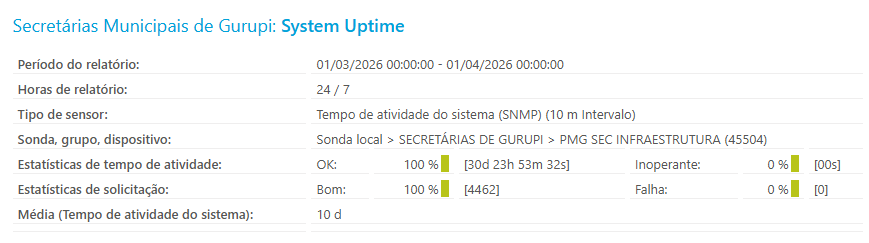 Secretárias Municipais de Gurupi: System Uptime
Período do relatório: 01/03/2026 00:00:00 - 01/04/2026 00:00:00
Horas de relatório: 24 / 7
Tipo de sensor: Tempo de atividade do sistema (SNMP) (10 m Intervalo)
Sonda, grupo, dispositivo: Sonda local > SECRETÁRIAS DE GURUPI > PMG SEC INFRAESTRUTURA (45504)
Estatísticas de tempo de atividade: OK: 100 % [30d 23h 53m 32s] Inoperante: 0 % [00s]
Estatísticas de solicitação: Bom: 100 % [4462] Falha: 0 % [0]
Média (Tempo de atividade do sistema): 10 d